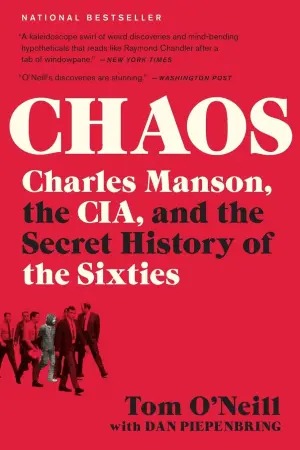 NATIONAL BESTSELLER
"A kaleidoscope swirl of weird discoveries and mind-bending
hypotheticals that reads like Raymond Chandler after a
tab of windowpane." —NEW YORK TIMES
"O'Neill's discoveries are stunning." —WASHINGTON POST
CHAOS
Charles Manson,
the CIA, and the
Secret History of
the Sixties
Tom O'Neill
with DAN PIEPENBRING